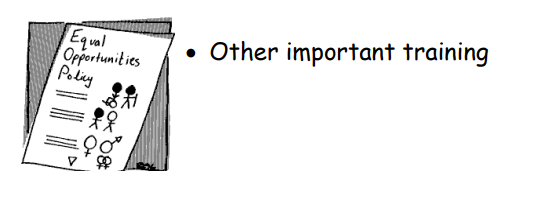 Equal
Opportunities
Policy
• Other important training